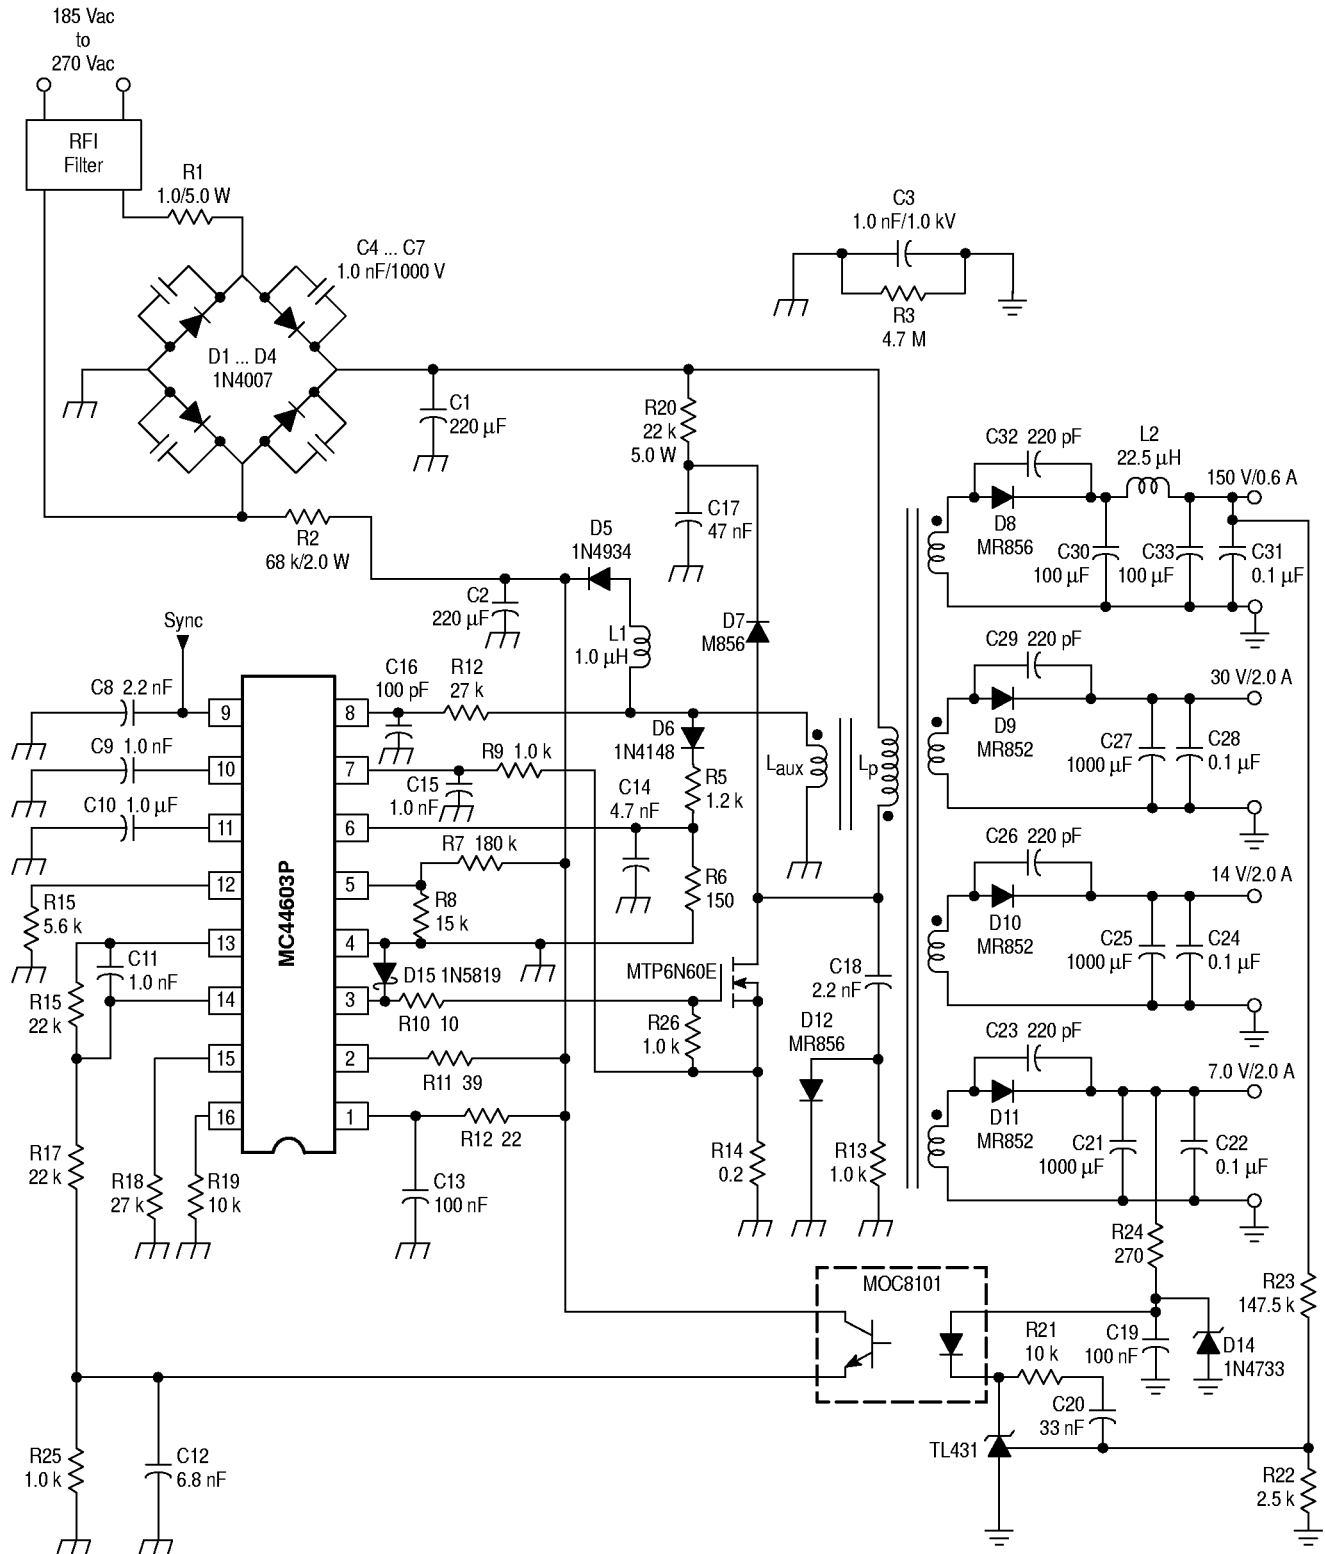 185 Vac
to
270 Vac
RFI
Filter
R1
1.0/5.0 W
C4 ... C7
1.0 nF/1000 V
D1 ... D4
1N4007
C3
1.0 nF/1.0 kV
R3
4.7 M
C1
220 µF
R20
22 k
5.0 W
C17
47 nF
R2
68 k/2.0 W
D5
1N4934
C2
220 µF
L1
1.0 µH
D7
M856
C32 220 pF
L2
22.5 µH
150 V/0.6 A
D8
MR856
C30
100 µF
C33
100 µF
C31
0.1 µF
Sync
C8 2.2 nF
C9 1.0 nF
C10 1.0 µF
R15
5.6 k
C11
1.0 nF
R15
22 k
R17
22 k
R18
27 k
R19
10 k
9
10
11
12
13
14
15
16
MC44603P
8
7
6
5
4
3
2
1
C16
100 pF
R12
27 k
R9 1.0 k
C15
1.0 nF
D6
1N4148
R5
1.2 k
C14
4.7 nF
R7 180 k
R8
15 k
R6
150
D15 1N5819
R10 10
R11 39
R12 22
C13
100 nF
MTP6N60E
R26
1.0 k
R14
0.2
Laux
Lp
C18
2.2 nF
D12
MR856
R13
1.0 k
C29 220 pF
30 V/2.0 A
D9
MR852
C27
1000 µF
C28
0.1 µF
C26 220 pF
14 V/2.0 A
D10
MR852
C25
1000 µF
C24
0.1 µF
C23 220 pF
7.0 V/2.0 A
D11
MR852
C21
1000 µF
C22
0.1 µF
R24
270
R23
147.5 k
MOC8101
R21
10 k
C19
100 nF
D14
1N4733
C20
33 nF
TL431
R22
2.5 k
R25
1.0 k
C12
6.8 nF